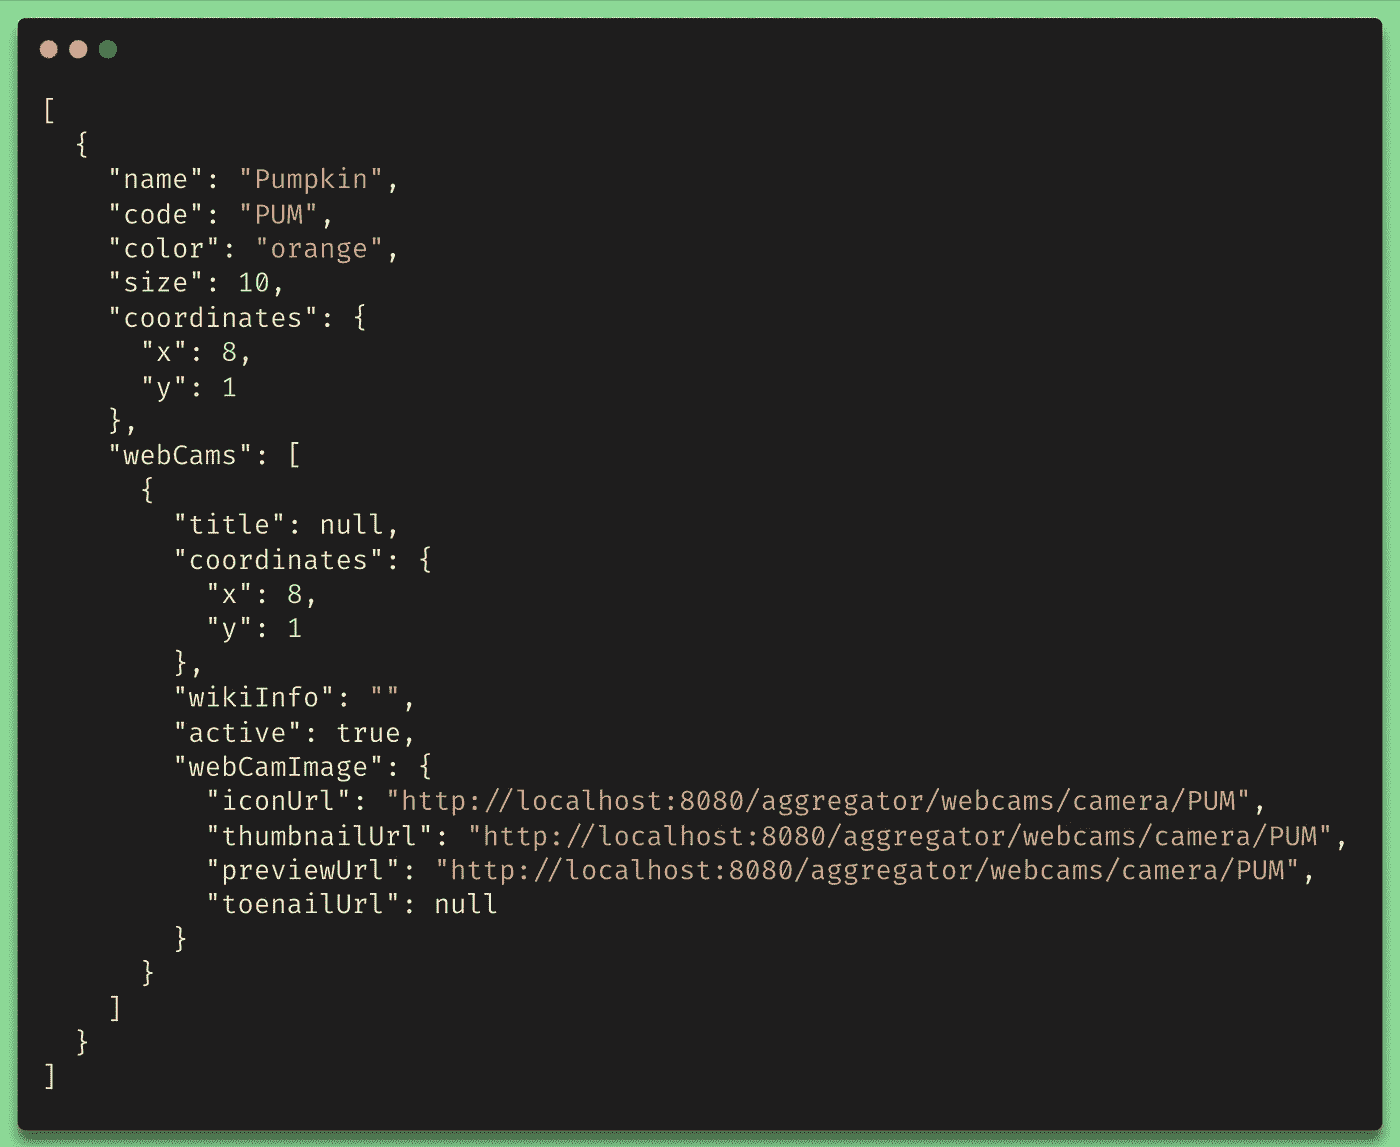 [
  {
    "name": "Pumpkin",
    "code": "PUM",
    "color": "orange",
    "size": 10,
    "coordinates": {
      "x": 8,
      "y": 1
    },
    "webCams": [
      {
        "title": null,
        "coordinates": {
          "x": 8,
          "y": 1
        },
        "wikiInfo": "",
        "active": true,
        "webCamImage": {
          "iconUrl": "http://localhost:8080/aggregator/webcams/camera/PUM",
          "thumbnailUrl": "http://localhost:8080/aggregator/webcams/camera/PUM",
          "previewUrl": "http://localhost:8080/aggregator/webcams/camera/PUM",
          "toenailUrl": null
        }
      }
    ]
  }
]